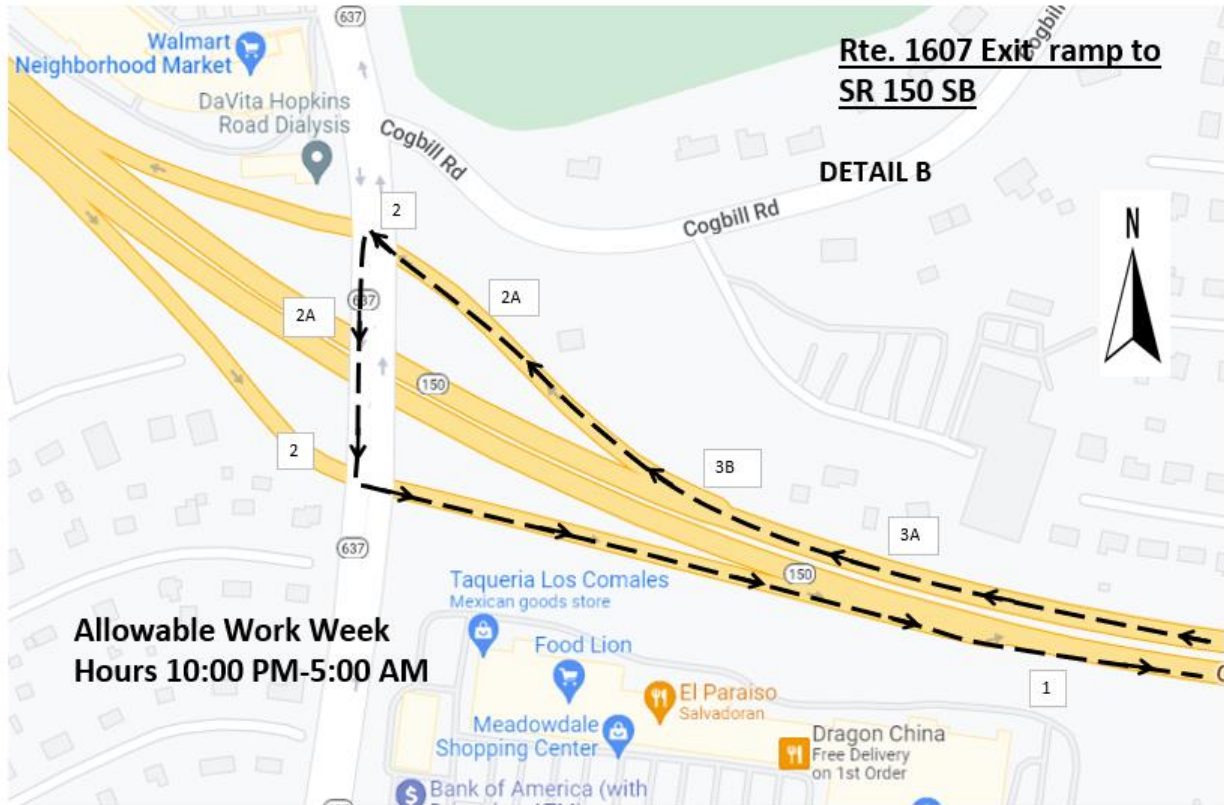 637
Walmart
Neighborhood Market
DaVita Hopkins
Road Dialysis
Cogbill Rd
Cogbill
Rte. 1607 Exit ramp to
SR 150 SB
DETAIL B
Cogbill Rd
N
2
2A
637
2A
150
2
3B
3A
637
150
Taqueria Los Comales
Mexican goods store
Food Lion
Allowable Work Week
Hours 10:00 PM-5:00 AM
El Paraiso
Salvadoran
1
Meadowdale
Shopping Center
Dragon China
Free Delivery
on 1st Order
Bank of America (with